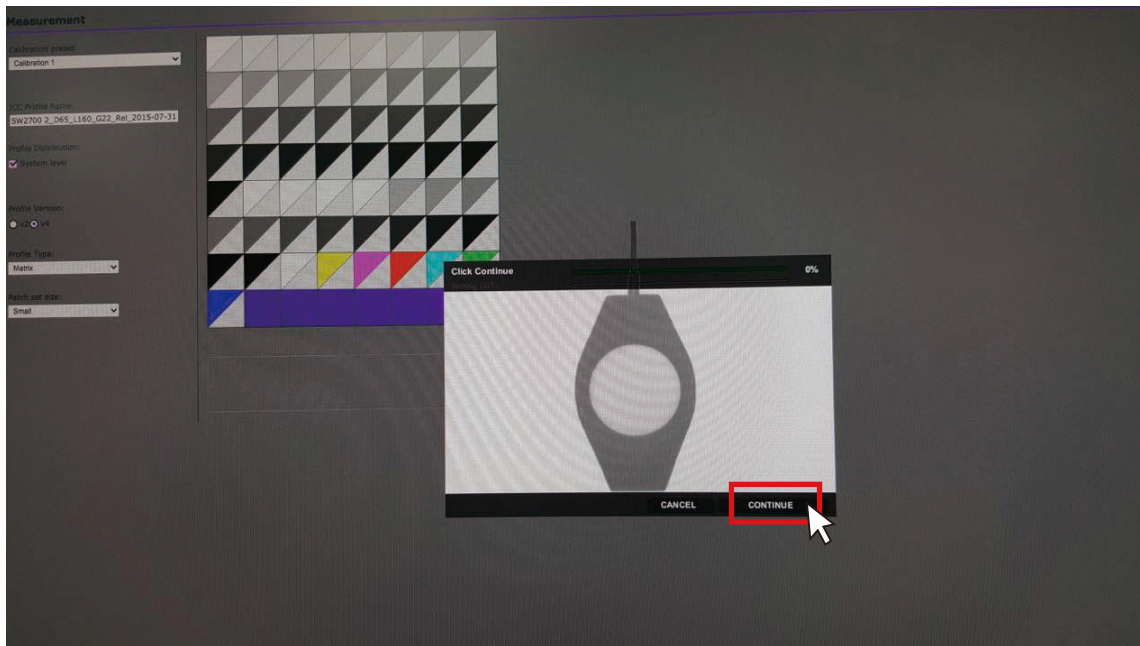 Measurement
Calibration preset:
Calibration 1
ICC Profile Name:
SW2700 2_D65_L160_G22_Rel_2015-07-31
Profile Distribution:
System level
Profile Version:
v2 v4
Profile Type:
Matrix
Patch set size:
Small
Click Continue
0%
CANCEL
CONTINUE